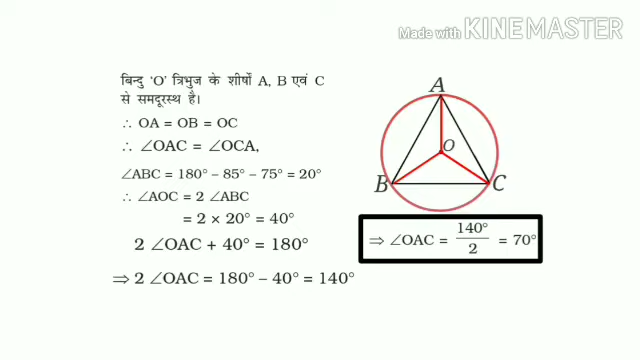 Made with KINEMASTER
बिन्दु 'O' त्रिभुज के शीर्षों A, B एवं C
से समदूरस्थ है।
∴ OA = OB = OC
∴ ∠OAC = ∠OCA,
∠ABC = 180° – 85° – 75° = 20°
∴ ∠AOC = 2 ∠ABC
= 2 × 20° = 40°
2 ∠OAC + 40° = 180°
⇒ 2 ∠OAC = 180° – 40° = 140°
A
O
B
C
⇒ ∠OAC = 140°/2 = 70°